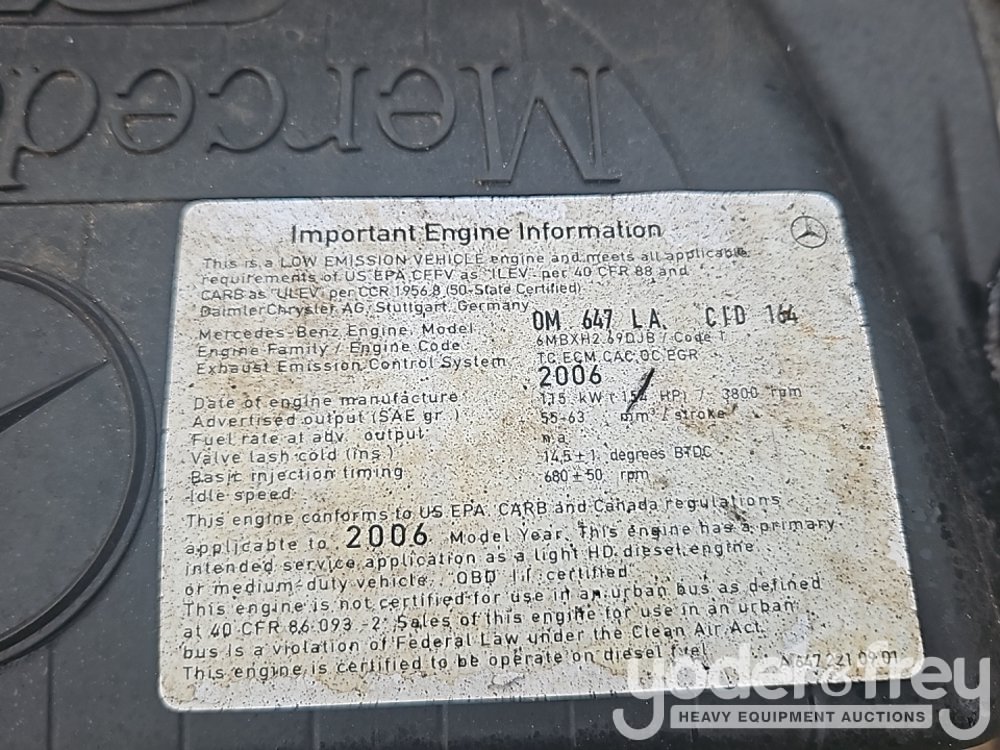 Merced
Important Engine Information
This is a LOW EMISSION VEHICLE engine and meets all applicable
requirements of US EPA CFFV as "ILEV" per 40 CFR 88 and
CARB as "ULEV" per CCR 1956.8 (50-State Certified)
DaimlerChrysler AG, Stuttgart, Germany
Mercedes-Benz Engine, Model OM 647 LA. CID 164
Engine Family / Engine Code: 6MBXH2.69DJB / Code 1
Exhaust Emission Control System TC ECM CAC OC EGR
Date of engine manufacture 2006
Advertised output (SAE gr.) 115 kW (154 HP) / 3800 rpm
Fuel rate at adv. output 55-63 mm³ / stroke
Valve lash cold (ins.) n.a.
Basic injection timing 14,5 ± 1 degrees BTDC
Idle speed 680 ± 50 rpm
This engine conforms to US EPA CARB and Canada regulations
applicable to 2006 Model Year. This engine has a primary
intended service application as a light HD diesel engine
or medium-duty vehicle. "OBD II certified"
This engine is not certified for use in an urban bus as defined
at 40 CFR 86.093 -2. Sales of this engine for use in an urban
bus is a violation of Federal Law under the Clean Air Act.
This engine is certified to be operate on diesel fuel
A 647 221 09 01
yoder & frey
HEAVY EQUIPMENT AUCTIONS